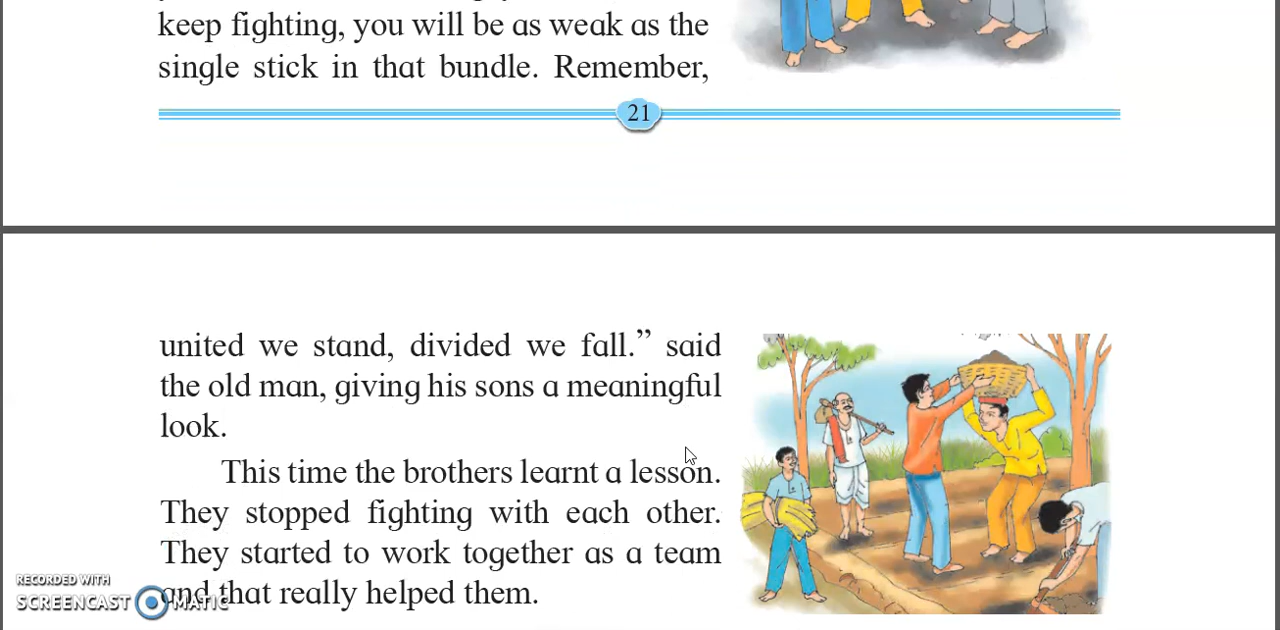 keep fighting, you will be as weak as the
single stick in that bundle. Remember,
21
united we stand, divided we fall.” said
the old man, giving his sons a meaningful
look.
This time the brothers learnt a lesson.
They stopped fighting with each other.
They started to work together as a team
and that really helped them.
RECORDED WITH
SCREENCAST MATIC